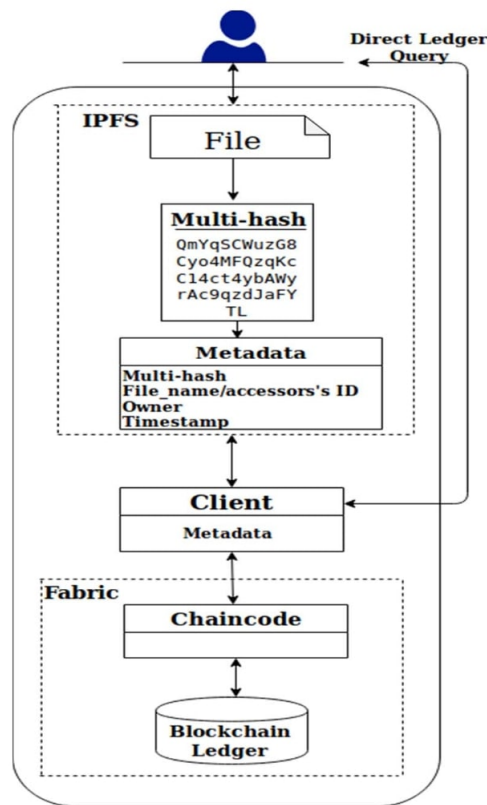 Direct Ledger
Query
IPFS
File
Multi-hash
QmYqSCWuzG8
Cyo4MFQzqKc
C14ct4ybAWy
rAc9qzdJaFY
TL
Metadata
Multi-hash
File_name/accessors's ID
Owner
Timestamp
Client
Metadata
Fabric
Chaincode
Blockchain
Ledger